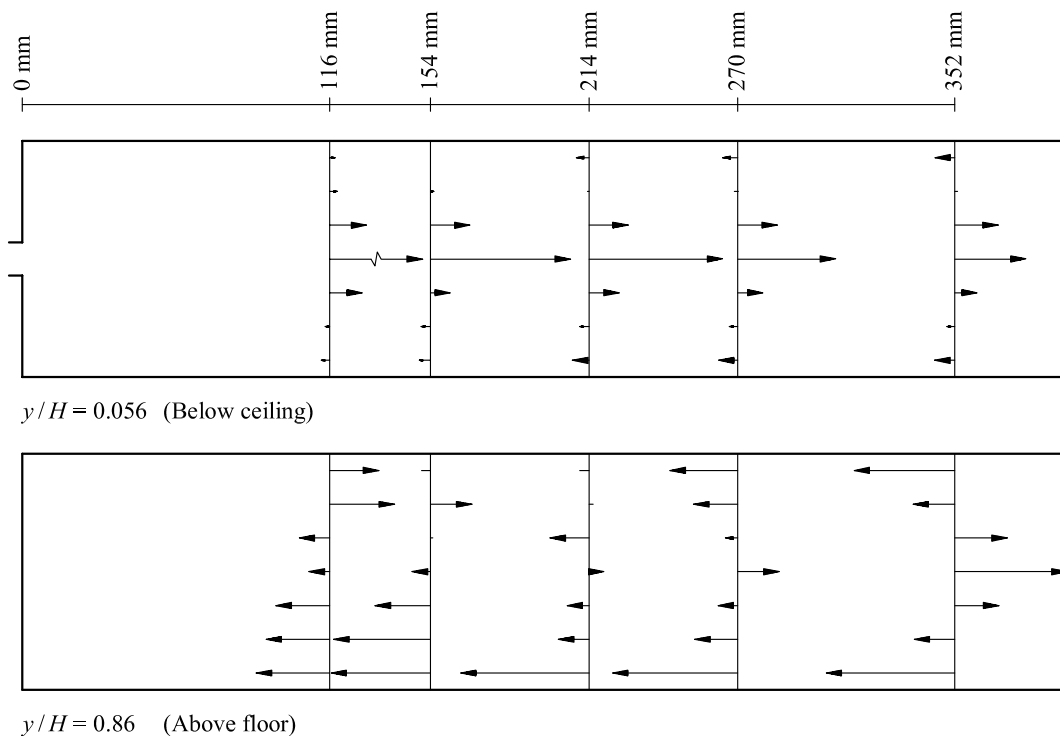 0 mm
116 mm
154 mm
214 mm
270 mm
352 mm
y / H = 0.056 (Below ceiling)
y / H = 0.86 (Above floor)